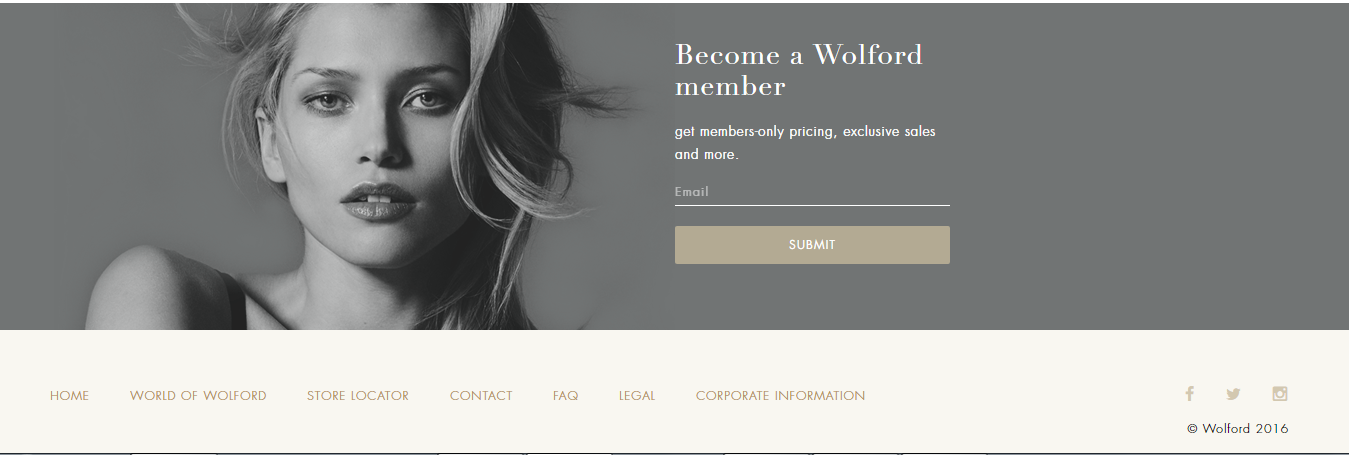 Become a Wolford
member
get members-only pricing, exclusive sales
and more.
Email
SUBMIT
HOME WORLD OF WOLFORD STORE LOCATOR CONTACT FAQ LEGAL CORPORATE INFORMATION
© Wolford 2016